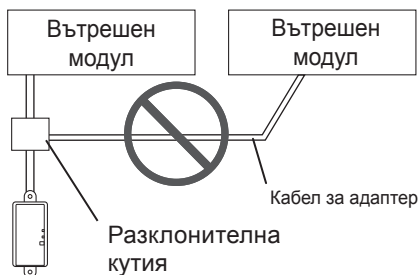 Вътрешен
модул
Вътрешен
модул
Кабел за адаптер
Разклонителна
кутия